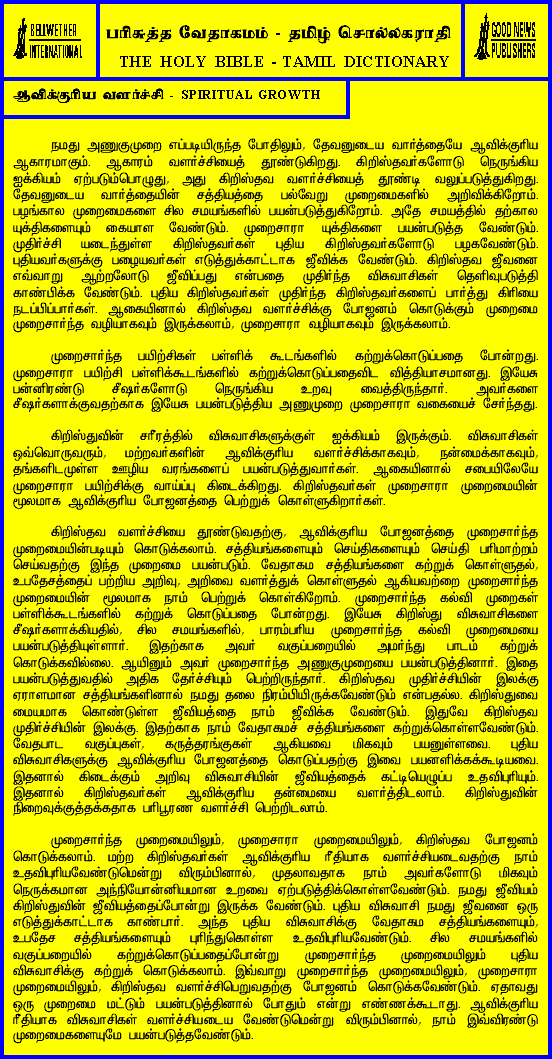 BELLWETHER
INTERNATIONAL
பரிசுத்த வேதாகமம் - தமிழ் சொல்லகராதி
THE HOLY BIBLE - TAMIL DICTIONARY
GOOD NEWS
PUBLISHERS
ஆவிக்குரிய வளர்ச்சி - SPIRITUAL GROWTH
நமது அணுகுமுறை எப்படியிருந்த போதிலும், தேவனுடைய வார்த்தையே ஆவிக்குரிய
ஆகாரமாகும். ஆகாரம் வளர்ச்சியைத் தூண்டுகிறது. கிறிஸ்தவர்களோடு நெருங்கிய
ஐக்கியம் ஏற்படும்பொழுது, அது கிறிஸ்தவ வளர்ச்சியைத் தூண்டி வலுப்படுத்துகிறது.
தேவனுடைய வார்த்தையின் சத்தியத்தை பல்வேறு முறைமைகளில் அறிவிக்கிறோம்.
பழங்கால முறைமைகளை சில சமயங்களில் பயன்படுத்துகிறோம். அதே சமயத்தில் தற்கால
யுக்திகளையும் கையாள வேண்டும். முறைசாரா யுக்திகளை பயன்படுத்த வேண்டும்.
முதிர்ச்சி யடைந்துள்ள கிறிஸ்தவர்கள் புதிய கிறிஸ்தவர்களோடு பழகவேண்டும்.
புதியவர்களுக்கு பழையவர்கள் எடுத்துக்காட்டாக ஜீவிக்க வேண்டும். கிறிஸ்தவ ஜீவனை
எவ்வாறு ஆற்றலோடு ஜீவிப்பது என்பதை முதிர்ந்த விசுவாசிகள் தெளிவுபடுத்தி
காண்பிக்க வேண்டும். புதிய கிறிஸ்தவர்கள் முதிர்ந்த கிறிஸ்தவர்களைப் பார்த்து கிரியை
நடப்பிப்பார்கள். ஆகையினால் கிறிஸ்தவ வளர்ச்சிக்கு போஜனம் கொடுக்கும் முறைமை
முறைசார்ந்த வழியாகவும் இருக்கலாம், முறைசாரா வழியாகவும் இருக்கலாம்.
முறைசார்ந்த பயிற்சிகள் பள்ளிக் கூடங்களில் கற்றுக்கொடுப்பதை போன்றது.
முறைசாரா பயிற்சி பள்ளிக்கூடங்களில் கற்றுக்கொடுப்பதைவிட வித்தியாசமானது. இயேசு
பன்னிரண்டு சீஷர்களோடு நெருங்கிய உறவு வைத்திருந்தார். அவர்களை
சீஷர்களாக்குவதற்காக இயேசு பயன்படுத்திய அணுமுறை முறைசாரா வகையைச் சேர்ந்தது.
கிறிஸ்துவின் சரீரத்தில் விசுவாசிகளுக்குள் ஐக்கியம் இருக்கும். விசுவாசிகள்
ஒவ்வொருவரும், மற்றவர்களின் ஆவிக்குரிய வளர்ச்சிக்காகவும், நன்மைக்காகவும்,
தங்களிடமுள்ள ஊழிய வரங்களைப் பயன்படுத்துவார்கள். ஆகையினால் சபையிலேயே
முறைசாரா பயிற்சிக்கு வாய்ப்பு கிடைக்கிறது. கிறிஸ்தவர்கள் முறைசாரா முறைமையின்
மூலமாக ஆவிக்குரிய போஜனத்தை பெற்றுக் கொள்ளுகிறார்கள்.
கிறிஸ்தவ வளர்ச்சியை தூண்டுவதற்கு, ஆவிக்குரிய போஜனத்தை முறைசார்ந்த
முறைமையின்படியும் கொடுக்கலாம். சத்தியங்களையும் செய்திகளையும் செய்தி பரிமாற்றம்
செய்வதற்கு இந்த முறைமை பயன்படும். வேதாகம சத்தியங்களை கற்றுக் கொள்ளுதல்,
உபதேசத்தைப் பற்றிய அறிவு, அறிவை வளர்த்துக் கொள்ளுதல் ஆகியவற்றை முறைசார்ந்த
முறைமையின் மூலமாக நாம் பெற்றுக் கொள்கிறோம். முறைசார்ந்த கல்வி முறைகள்
பள்ளிக்கூடங்களில் கற்றுக் கொடுப்பதை போன்றது. இயேசு கிறிஸ்து விசுவாசிகளை
சீஷர்களாக்கியதில், சில சமயங்களில், பாரம்பரிய முறைசார்ந்த கல்வி முறைமையை
பயன்படுத்தியுள்ளார். இதற்காக அவர் வகுப்பறையில் அமர்ந்து பாடம் கற்றுக்
கொடுக்கவில்லை. ஆயினும் அவர் முறைசார்ந்த அணுகுமுறையை பயன்படுத்தினார். இதை
பயன்படுத்துவதில் அதிக தேர்ச்சியும் பெற்றிருந்தார். கிறிஸ்தவ முதிர்ச்சியின் இலக்கு
ஏராளமான சத்தியங்களினால் நமது தலை நிரம்பியிருக்கவேண்டும் என்பதல்ல. கிறிஸ்துவை
மையமாக கொண்டுள்ள ஜீவியத்தை நாம் ஜீவிக்க வேண்டும். இதுவே கிறிஸ்தவ
முதிர்ச்சியின் இலக்கு. இதற்காக நாம் வேதாகமச் சத்தியங்களை கற்றுக்கொள்ளவேண்டும்.
வேதபாட வகுப்புகள், கருத்தரங்குகள் ஆகியவை மிகவும் பயனுள்ளவை. புதிய
விசுவாசிகளுக்கு ஆவிக்குரிய போஜனத்தை கொடுப்பதற்கு இவை பயனளிக்கக்கூடியவை.
இதனால் கிடைக்கும் அறிவு விசுவாசியின் ஜீவியத்தைக் கட்டியெழுப்ப உதவிபுரியும்.
இதனால் கிறிஸ்தவர்கள் ஆவிக்குரிய தன்மையை வளர்த்திடலாம். கிறிஸ்துவின்
நிறைவுக்குத்தக்கதாக பரிபூரண வளர்ச்சி பெற்றிடலாம்.
முறைசார்ந்த முறைமையிலும், முறைசாரா முறைமையிலும், கிறிஸ்தவ போஜனம்
கொடுக்கலாம். மற்ற கிறிஸ்தவர்கள் ஆவிக்குரிய ரீதியாக வளர்ச்சியடைவதற்கு நாம்
உதவிபுரியவேண்டுமென்று விரும்பினால், முதலாவதாக நாம் அவர்களோடு மிகவும்
நெருக்கமான அந்நியோன்னியமான உறவை ஏற்படுத்திக்கொள்ளவேண்டும். நமது ஜீவியம்
கிறிஸ்துவின் ஜீவியத்தைப்போன்று இருக்க வேண்டும். புதிய விசுவாசி நமது ஜீவனை ஒரு
எடுத்துக்காட்டாக காண்பார். அந்த புதிய விசுவாசிக்கு வேதாகம சத்தியங்களையும்,
உபதேச சத்தியங்களையும் புரிந்துகொள்ள உதவிபுரியவேண்டும். சில சமயங்களில்
வகுப்பறையில் கற்றுக்கொடுப்பதைப்போன்று முறைசார்ந்த முறைமையிலும் புதிய
விசுவாசிக்கு கற்றுக் கொடுக்கலாம். இவ்வாறு முறைசார்ந்த முறைமையிலும், முறைசாரா
முறைமையிலும், கிறிஸ்தவ வளர்ச்சிபெறுவதற்கு போஜனம் கொடுக்கவேண்டும். ஏதாவது
ஒரு முறைமை மட்டும் பயன்படுத்தினால் போதும் என்று எண்ணக்கூடாது. ஆவிக்குரிய
ரீதியாக விசுவாசிகள் வளர்ச்சியடைய வேண்டுமென்று விரும்பினால், நாம் இவ்விரண்டு
முறைமைகளையுமே பயன்படுத்தவேண்டும்.